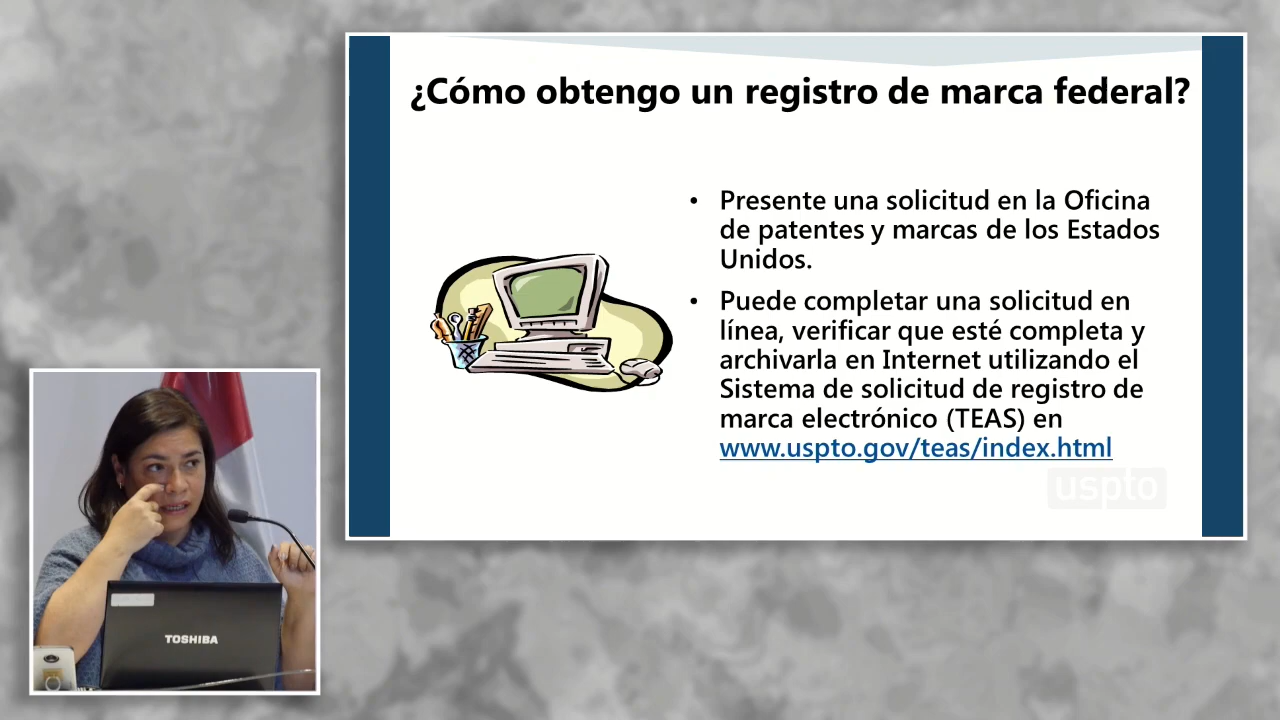 ¿Cómo obtengo un registro de marca federal?
• Presente una solicitud en la Oficina
de patentes y marcas de los Estados
Unidos.
• Puede completar una solicitud en
línea, verificar que esté completa y
archivarla en Internet utilizando el
Sistema de solicitud de registro de
marca electrónico (TEAS) en
www.uspto.gov/teas/index.html
uspto
TOSHIBA